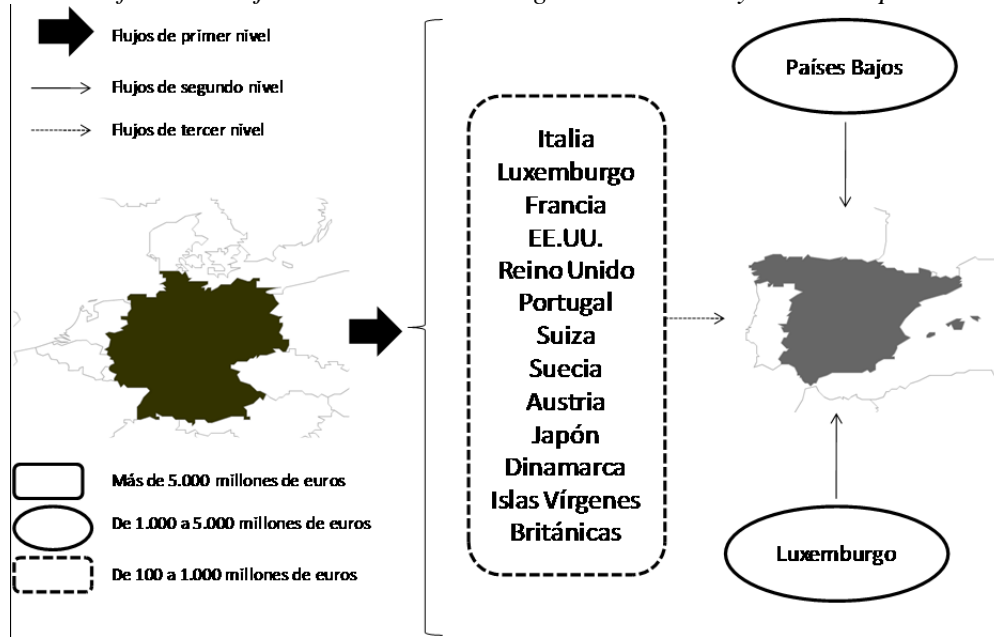 Flujos de primer nivel
Flujos de segundo nivel
Flujos de tercer nivel
Países Bajos
Italia
Luxemburgo
Francia
EE.UU.
Reino Unido
Portugal
Suiza
Suecia
Austria
Japón
Dinamarca
Islas Vírgenes
Británicas
Más de 5.000 millones de euros
De 1.000 a 5.000 millones de euros
De 100 a 1.000 millones de euros
Luxemburgo